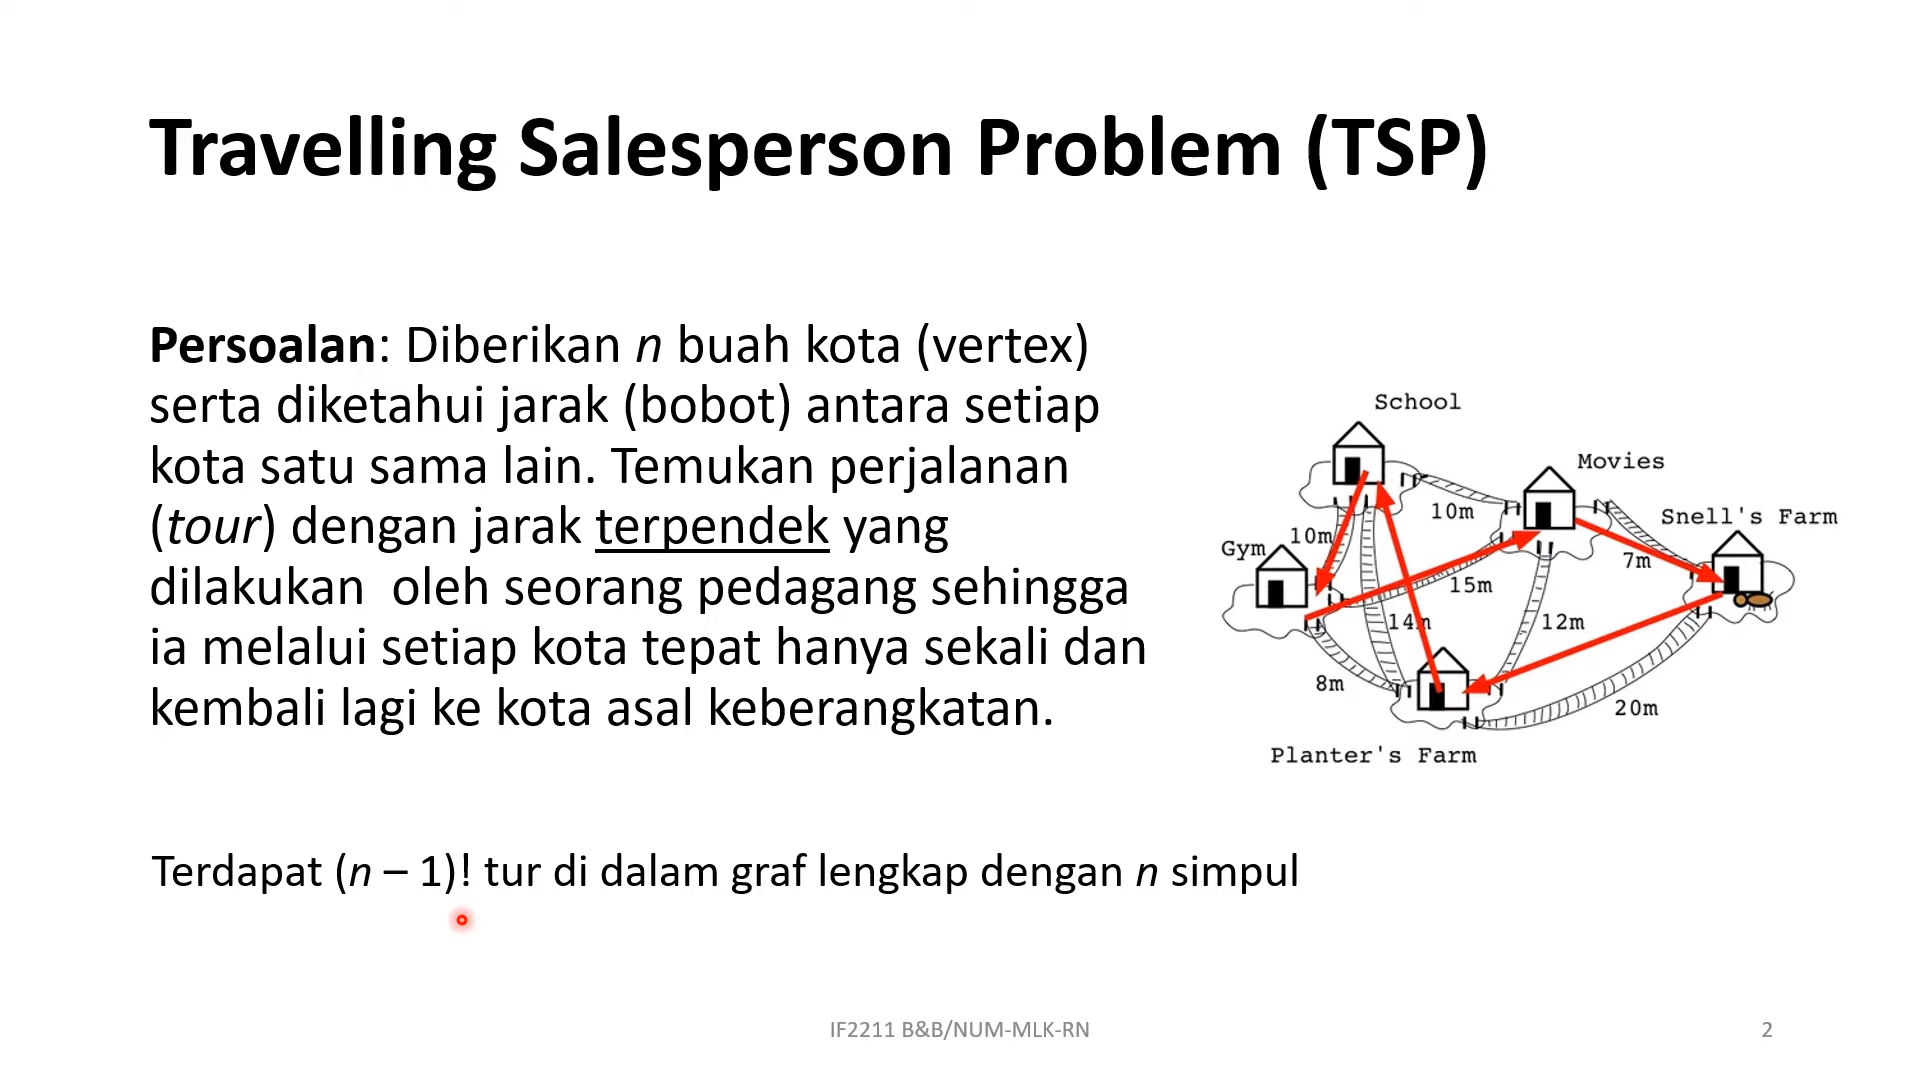 Travelling Salesperson Problem (TSP)
Persoalan: Diberikan n buah kota (vertex)
serta diketahui jarak (bobot) antara setiap
kota satu sama lain. Temukan perjalanan
(tour) dengan jarak terpendek yang
dilakukan oleh seorang pedagang sehingga
ia melalui setiap kota tepat hanya sekali dan
kembali lagi ke kota asal keberangkatan.
School
Movies
10m
Snell's Farm
10m
Gym
7m
15m
14m
12m
8m
20m
Planter's Farm
Terdapat (n – 1)! tur di dalam graf lengkap dengan n simpul
IF2211 B&B/NUM-MLK-RN
2